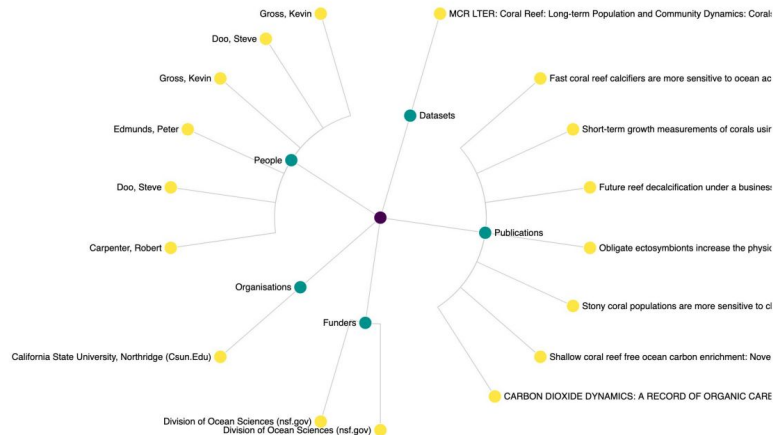 Gross, Kevin
MCR LTER: Coral Reef: Long-term Population and Community Dynamics: Corals
Doo, Steve
Gross, Kevin
Fast coral reef calcifiers are more sensitive to ocean ac
Datasets
Edmunds, Peter
Short-term growth measurements of corals usin
People
Doo, Steve
Future reef decalcification under a business
Publications
Carpenter, Robert
Obligate ectosymbionts increase the physio
Organisations
Stony coral populations are more sensitive to cl
Funders
California State University, Northridge (Csun.Edu)
Shallow coral reef free ocean carbon enrichment: Nove
CARBON DIOXIDE DYNAMICS: A RECORD OF ORGANIC CARB
Division of Ocean Sciences (nsf.gov)
Division of Ocean Sciences (nsf.gov)